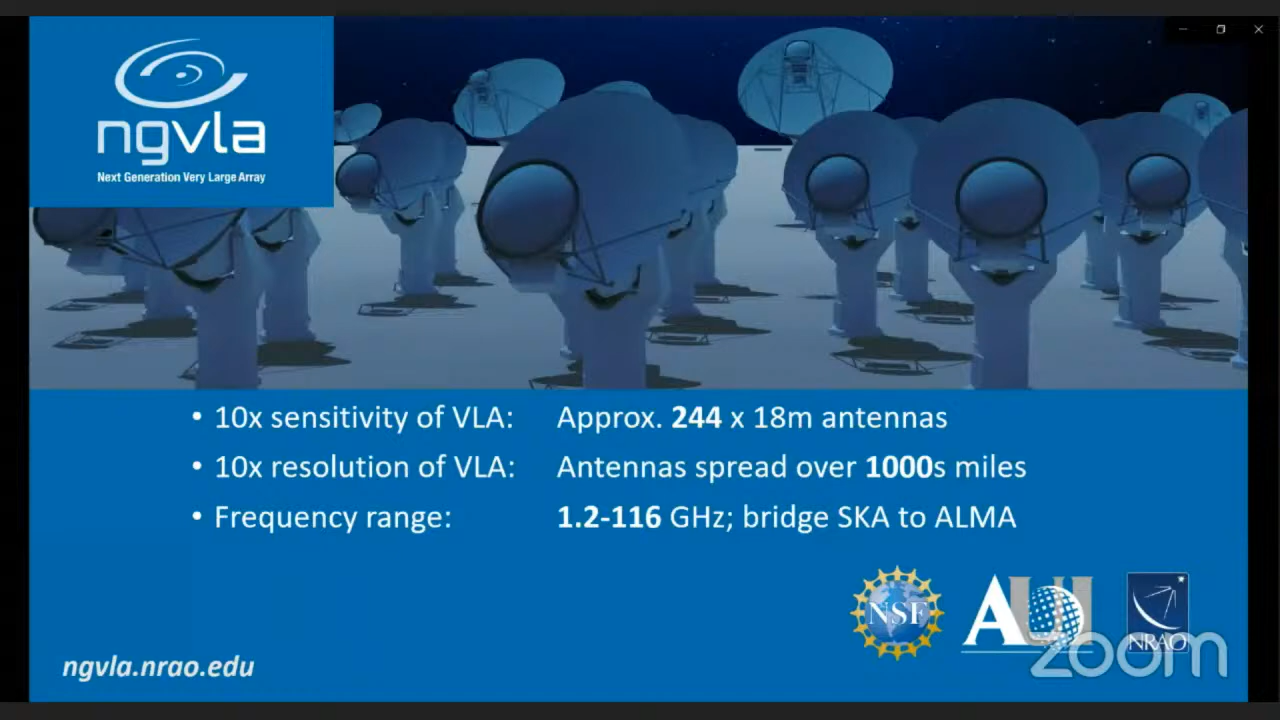 ngvla
Next Generation Very Large Array
• 10x sensitivity of VLA: Approx. 244 x 18m antennas
• 10x resolution of VLA: Antennas spread over 1000s miles
• Frequency range: 1.2-116 GHz; bridge SKA to ALMA
NSF
AUI
NRAO
zoom
ngvla.nrao.edu